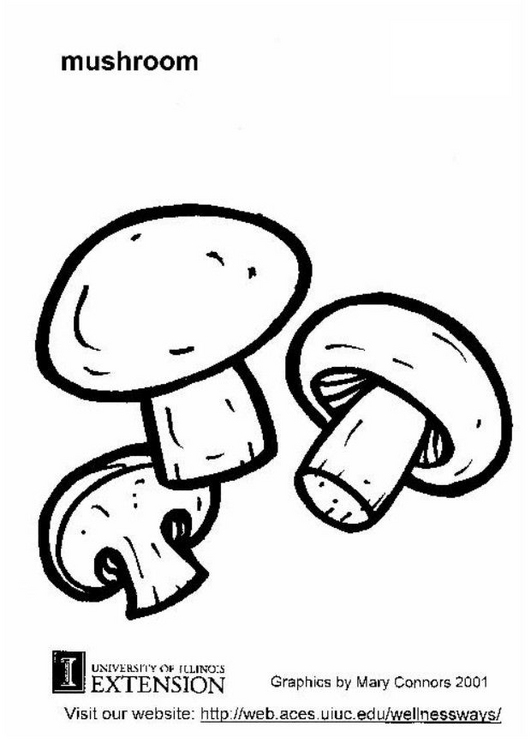 mushroom
I
UNIVERSITY OF ILLINOIS
EXTENSION
Graphics by Mary Connors 2001
Visit our website: http://web.aces.uiuc.edu/wellnessways/